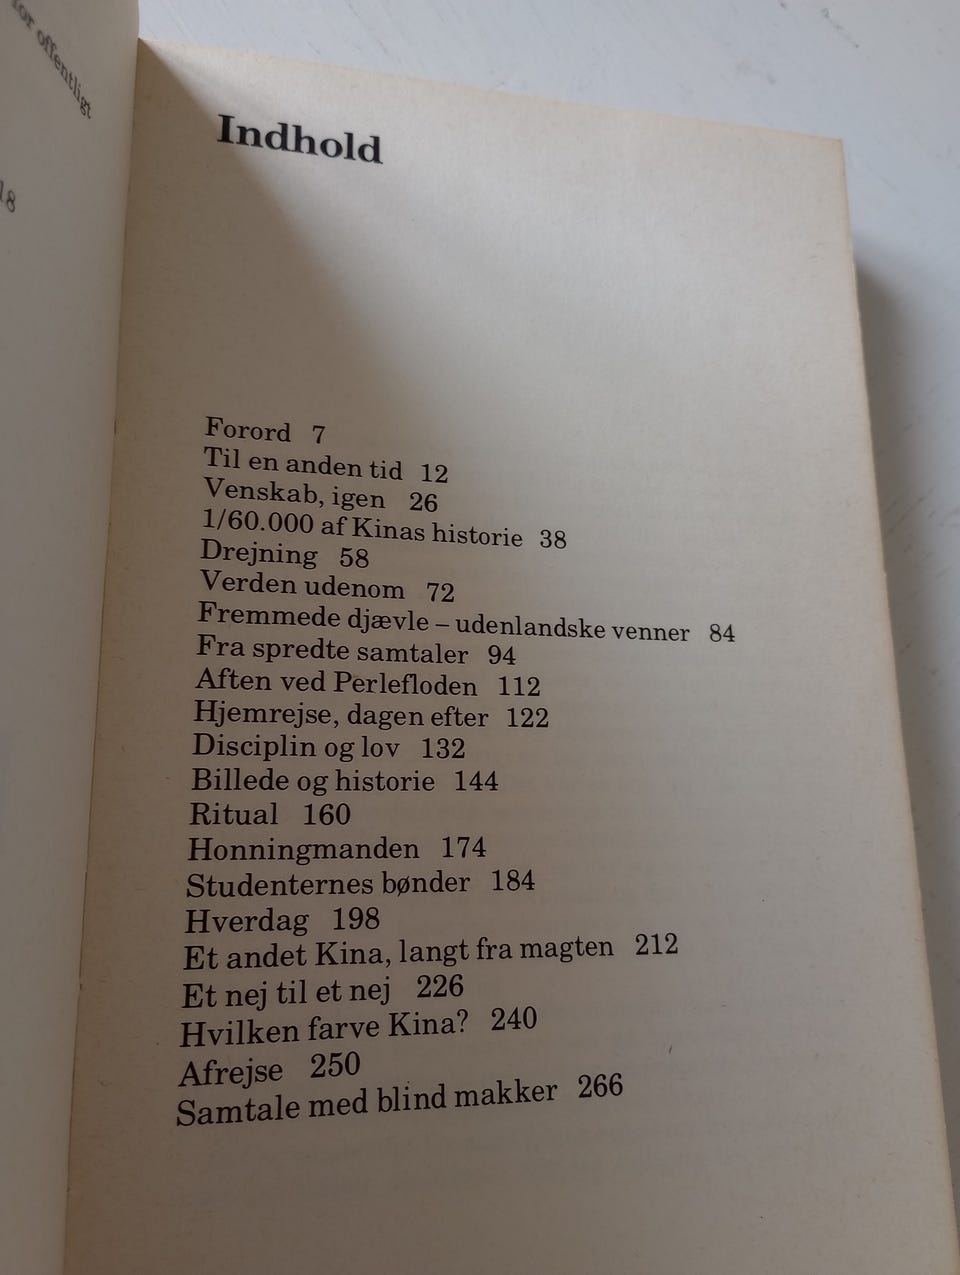 for offentligt
18
Indhold
Forord 7
Til en anden tid 12
Venskab, igen 26
1/60.000 af Kinas historie 38
Drejning 58
Verden udenom 72
Fremmede djævle – udenlandske venner 84
Fra spredte samtaler 94
Aften ved Perlefloden 112
Hjemrejse, dagen efter 122
Disciplin og lov 132
Billede og historie 144
Ritual 160
Honningmanden 174
Studenternes bønder 184
Hverdag 198
Et andet Kina, langt fra magten 212
Et nej til et nej 226
Hvilken farve Kina? 240
Afrejse 250
Samtale med blind makker 266